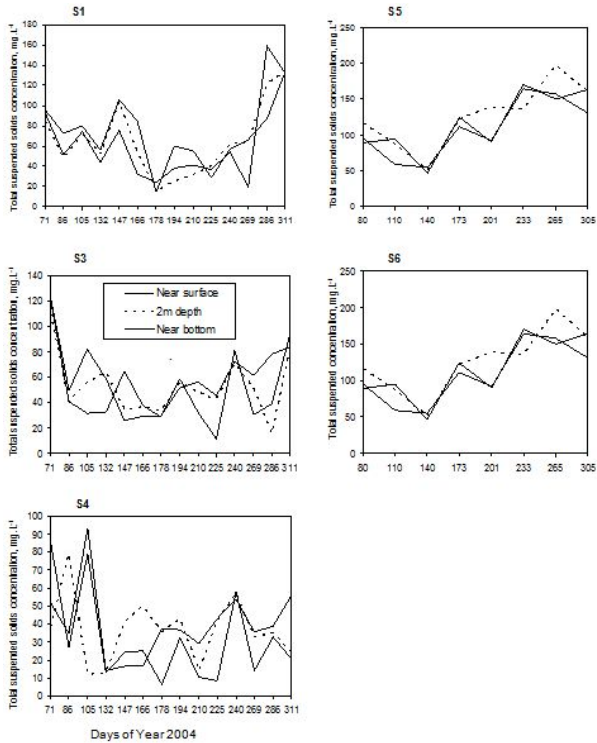 S1
Total suspended solids concentration, mg.L-1
180
160
140
120
100
80
60
40
20
0
71 86 105 132 147 166 178 194 210 225 240 269 286 311
S5
Total suspended solids concentration, mg.L-1
250
200
150
100
50
0
80 110 140 173 201 233 265 305
S3
Total suspended solids concentration, mg.L-1
140
120
100
80
60
40
20
0
Near surface
2m depth
Near bottom
71 86 105 132 147 166 178 194 210 225 240 269 286 311
S6
Total suspended concentration, mg.L-1
250
200
150
100
50
0
80 110 140 173 201 233 265 305
S4
Total suspended solids concentration, mg.L-1
100
90
80
70
60
50
40
30
20
10
0
71 86 105 132 147 166 178 194 210 225 240 269 286 311
Days of Year 2004